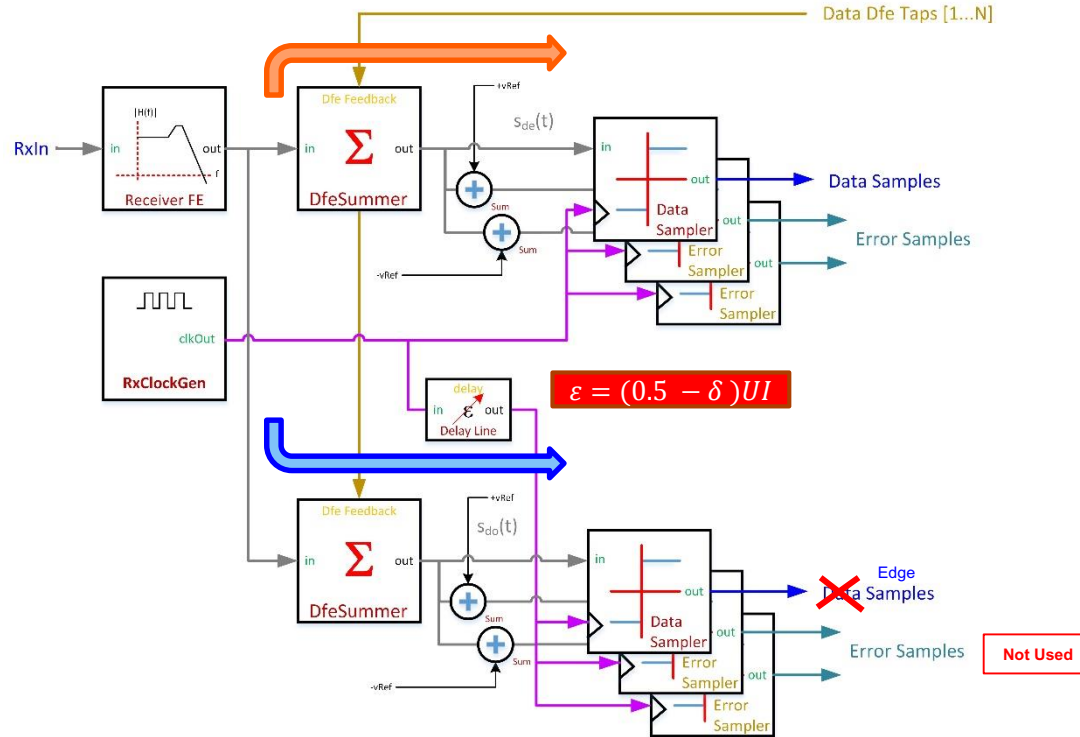 Data Dfe Taps [1...N]
|H(f)|
in
out
f
Receiver FE
RxIn
Dfe Feedback
in
Σ
out
DfeSummer
+vRef
s_de(t)
Sum
Sum
-vRef
in
out
Data
Sampler
out
Error
Sampler
out
Error
Sampler
Data Samples
Error Samples
clkOut
RxClockGen
delay
in
ε
out
Delay Line
ε = (0.5 − δ )UI
Dfe Feedback
in
Σ
out
DfeSummer
+vRef
s_do(t)
Sum
Sum
-vRef
in
out
Data
Sampler
out
Error
Sampler
out
Error
Sampler
Edge
Data Samples
Error Samples
Not Used